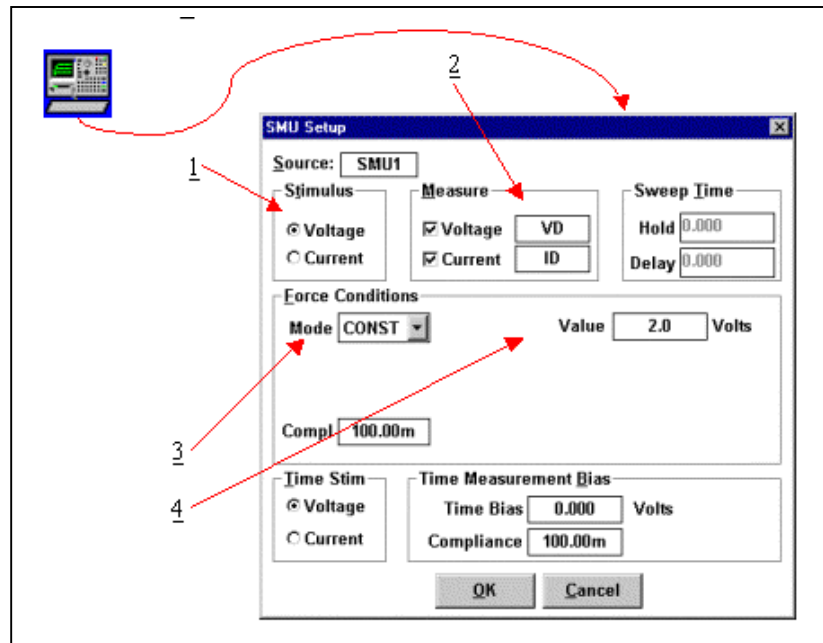 2
SMU Setup
1
Source: SMU1
Stimulus
Voltage
Current
Measure
Voltage VD
Current ID
Sweep Time
Hold 0.000
Delay 0.000
Force Conditions
Mode CONST Value 2.0 Volts
3
Compl 100.00m
4
Time Stim
Voltage
Current
Time Measurement Bias
Time Bias 0.000 Volts
Compliance 100.00m
OK Cancel